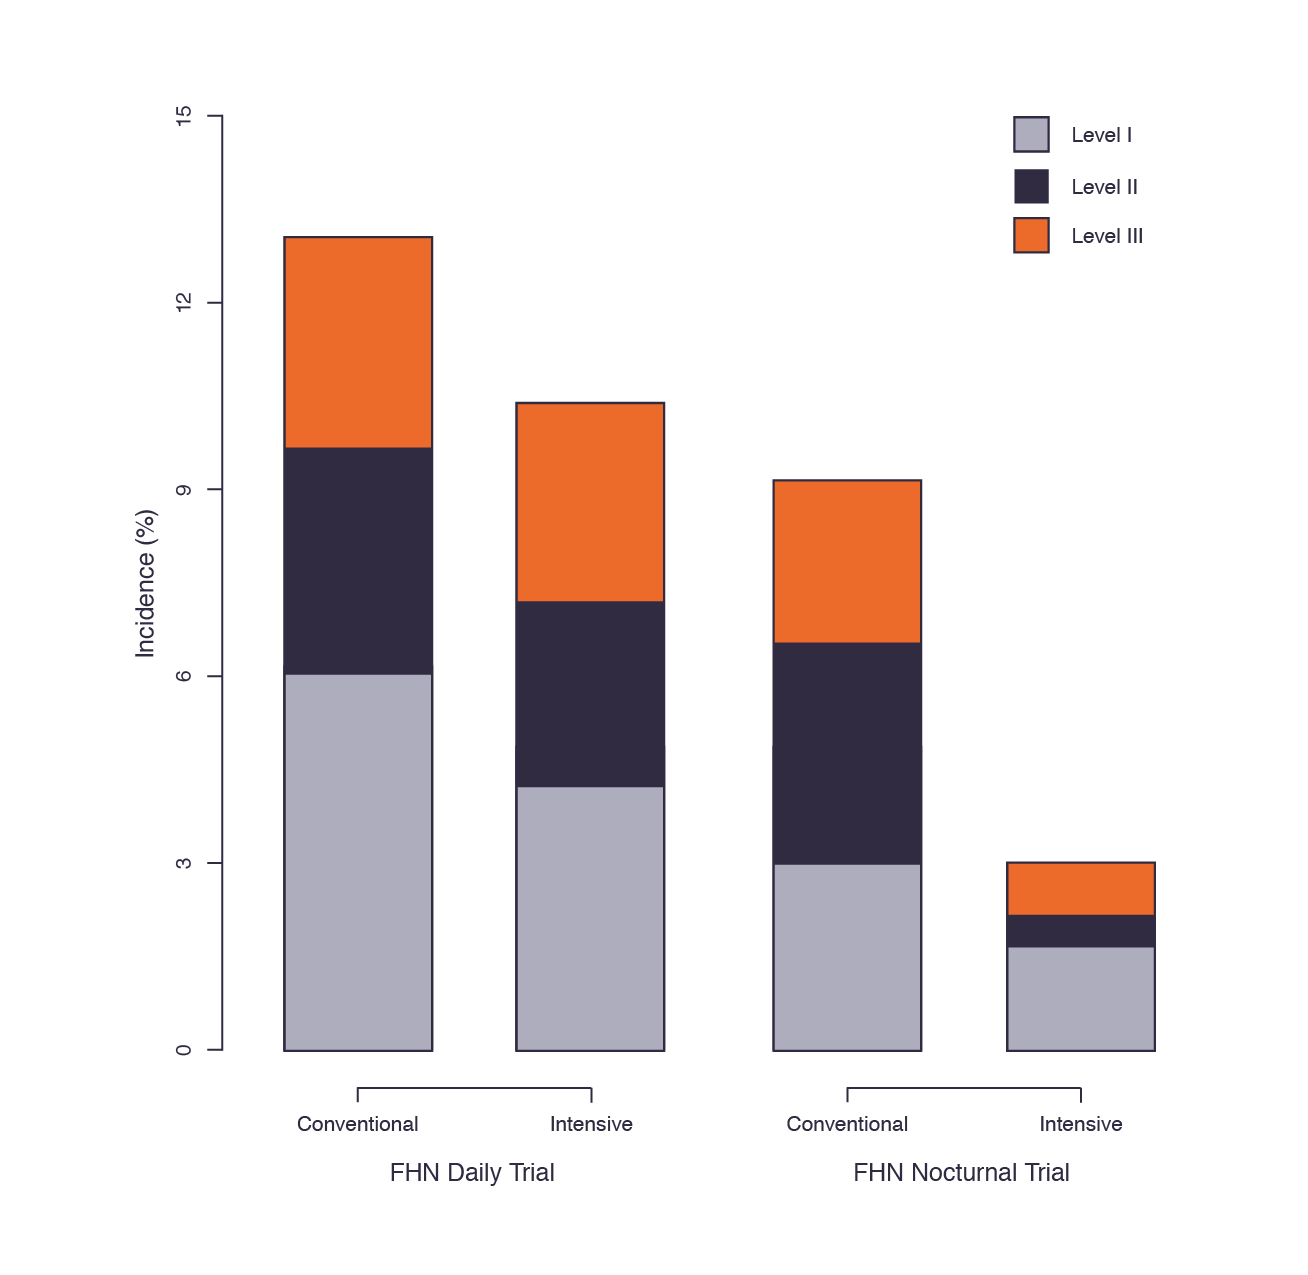 15
12
9
6
3
0
Incidence (%)
Level I
Level II
Level III
Conventional
Intensive
Conventional
Intensive
FHN Daily Trial
FHN Nocturnal Trial